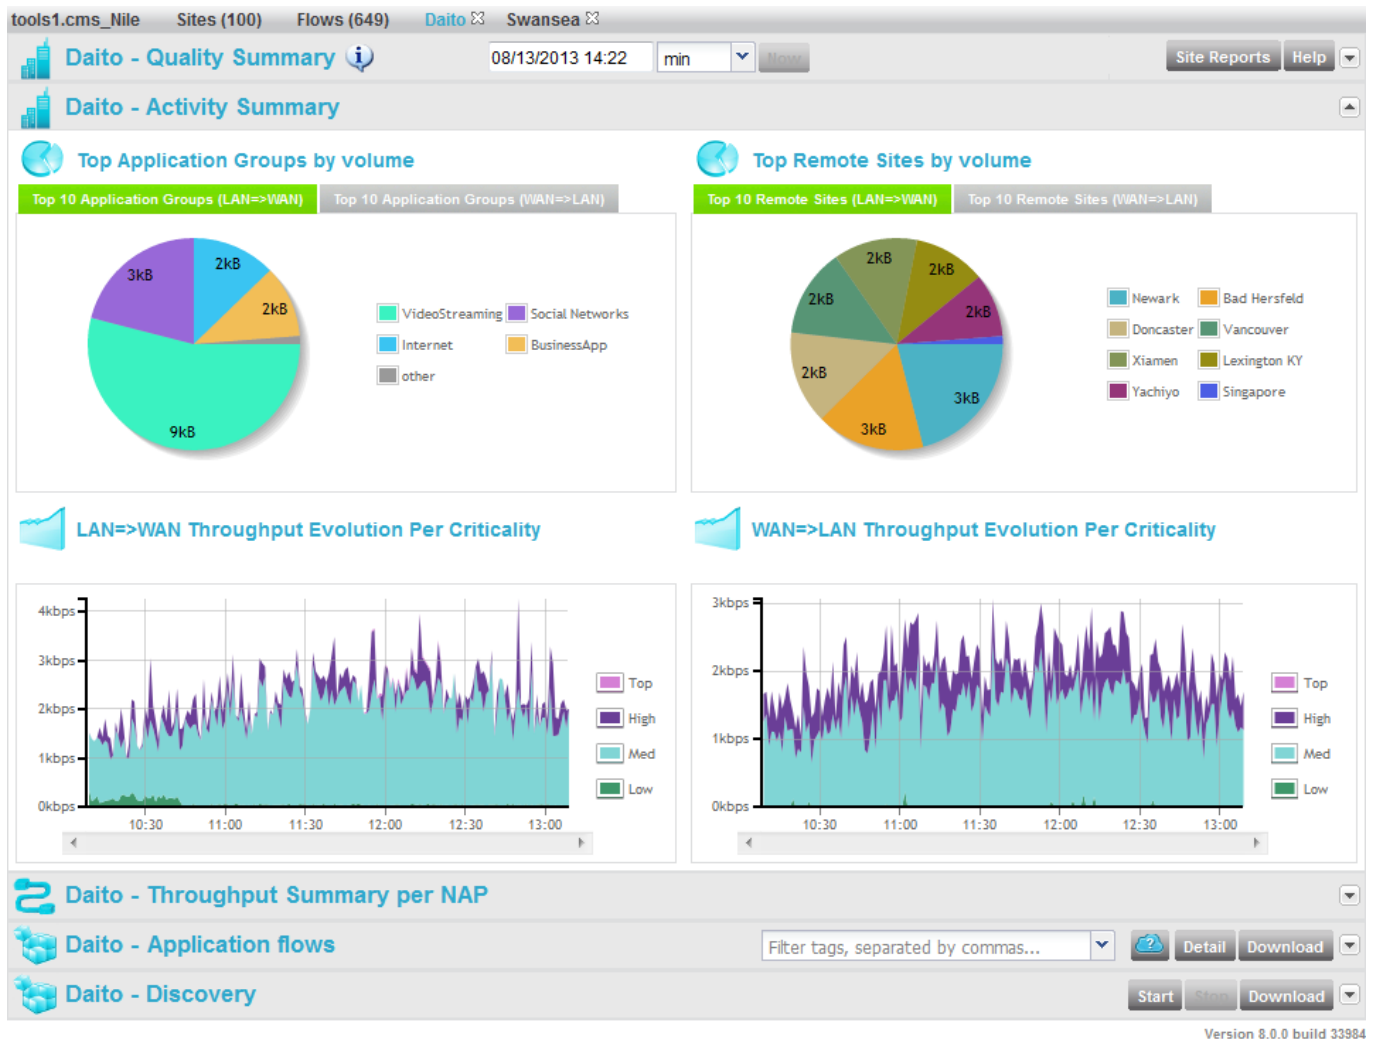 tools1.cms_Nile Sites (100) Flows (649) Daito Swansea
Daito - Quality Summary 08/13/2013 14:22 min Now Site Reports Help
Daito - Activity Summary
Top Application Groups by volume
Top 10 Application Groups (LAN=>WAN) Top 10 Application Groups (WAN=>LAN)
3kB
2kB
2kB
9kB
VideoStreaming Social Networks
Internet BusinessApp
other
Top Remote Sites by volume
Top 10 Remote Sites (LAN=>WAN) Top 10 Remote Sites (WAN=>LAN)
2kB
2kB
2kB
2kB
2kB
3kB
3kB
Newark Bad Hersfeld
Doncaster Vancouver
Xiamen Lexington KY
Yachiyo Singapore
LAN=>WAN Throughput Evolution Per Criticality
4kbps
3kbps
2kbps
1kbps
0kbps
10:30 11:00 11:30 12:00 12:30 13:00
Top
High
Med
Low
WAN=>LAN Throughput Evolution Per Criticality
3kbps
2kbps
1kbps
0kbps
10:30 11:00 11:30 12:00 12:30 13:00
Top
High
Med
Low
Daito - Throughput Summary per NAP
Daito - Application flows Filter tags, separated by commas... ? Detail Download
Daito - Discovery Start Stop Download
Version 8.0.0 build 33984